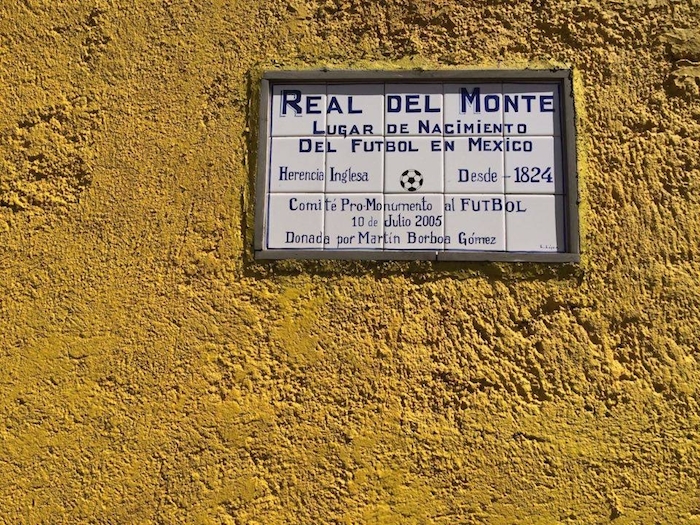 REAL DEL MONTE
LUGAR DE NACIMIENTO
DEL FUTBOL EN MEXICO
Herencia Inglesa Desde - 1824
Comité Pro-Monumento al FUTBOL
10 de Julio 2005
Donada por Martín Borboa Gómez